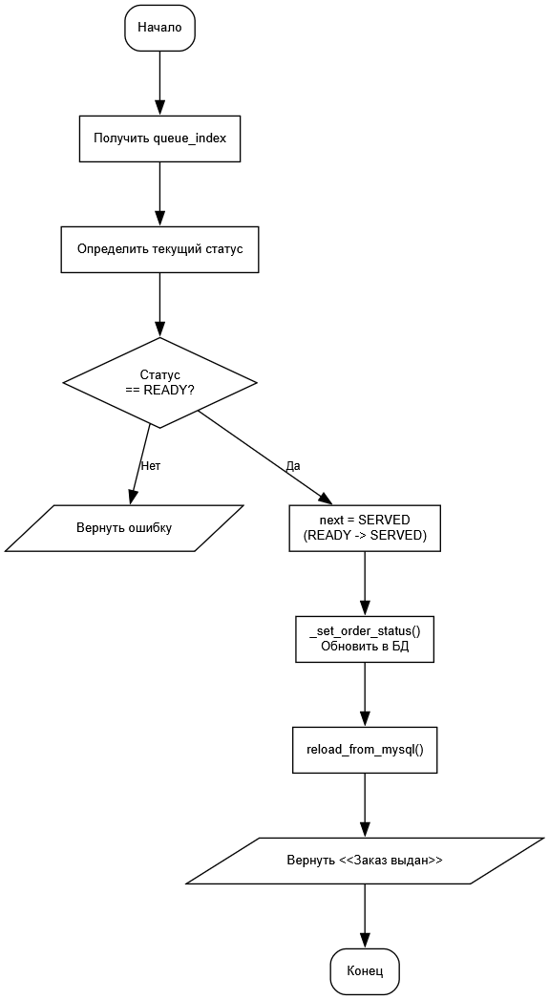 Начало
Получить queue_index
Определить текущий статус
Статус
== READY?
Нет
Да
Вернуть ошибку
next = SERVED
(READY -> SERVED)
_set_order_status()
Обновить в БД
reload_from_mysql()
Вернуть <<Заказ выдан>>
Конец